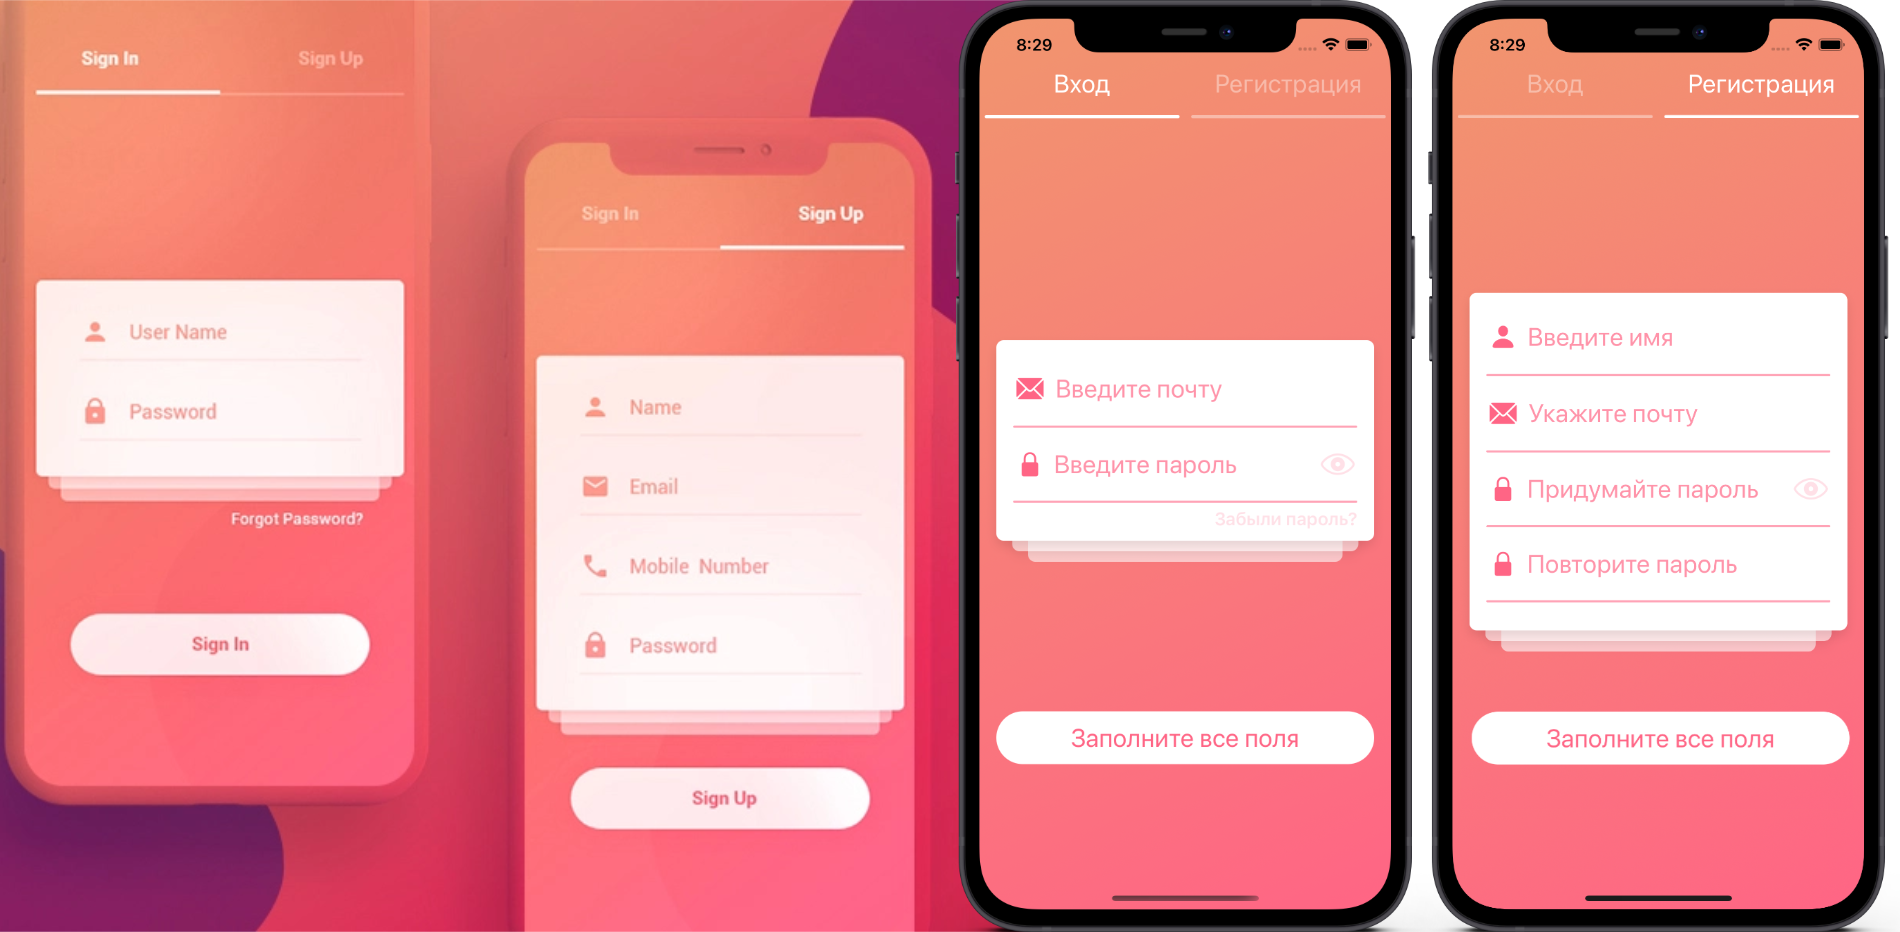 Sign In
Sign Up
User Name
Password
Forgot Password?
Sign In
Sign In
Sign Up
Name
Email
Mobile Number
Password
Sign Up
8:29
Вход
Регистрация
Введите почту
Введите пароль
Забыли пароль?
Заполните все поля
8:29
Вход
Регистрация
Введите имя
Укажите почту
Придумайте пароль
Повторите пароль
Заполните все поля